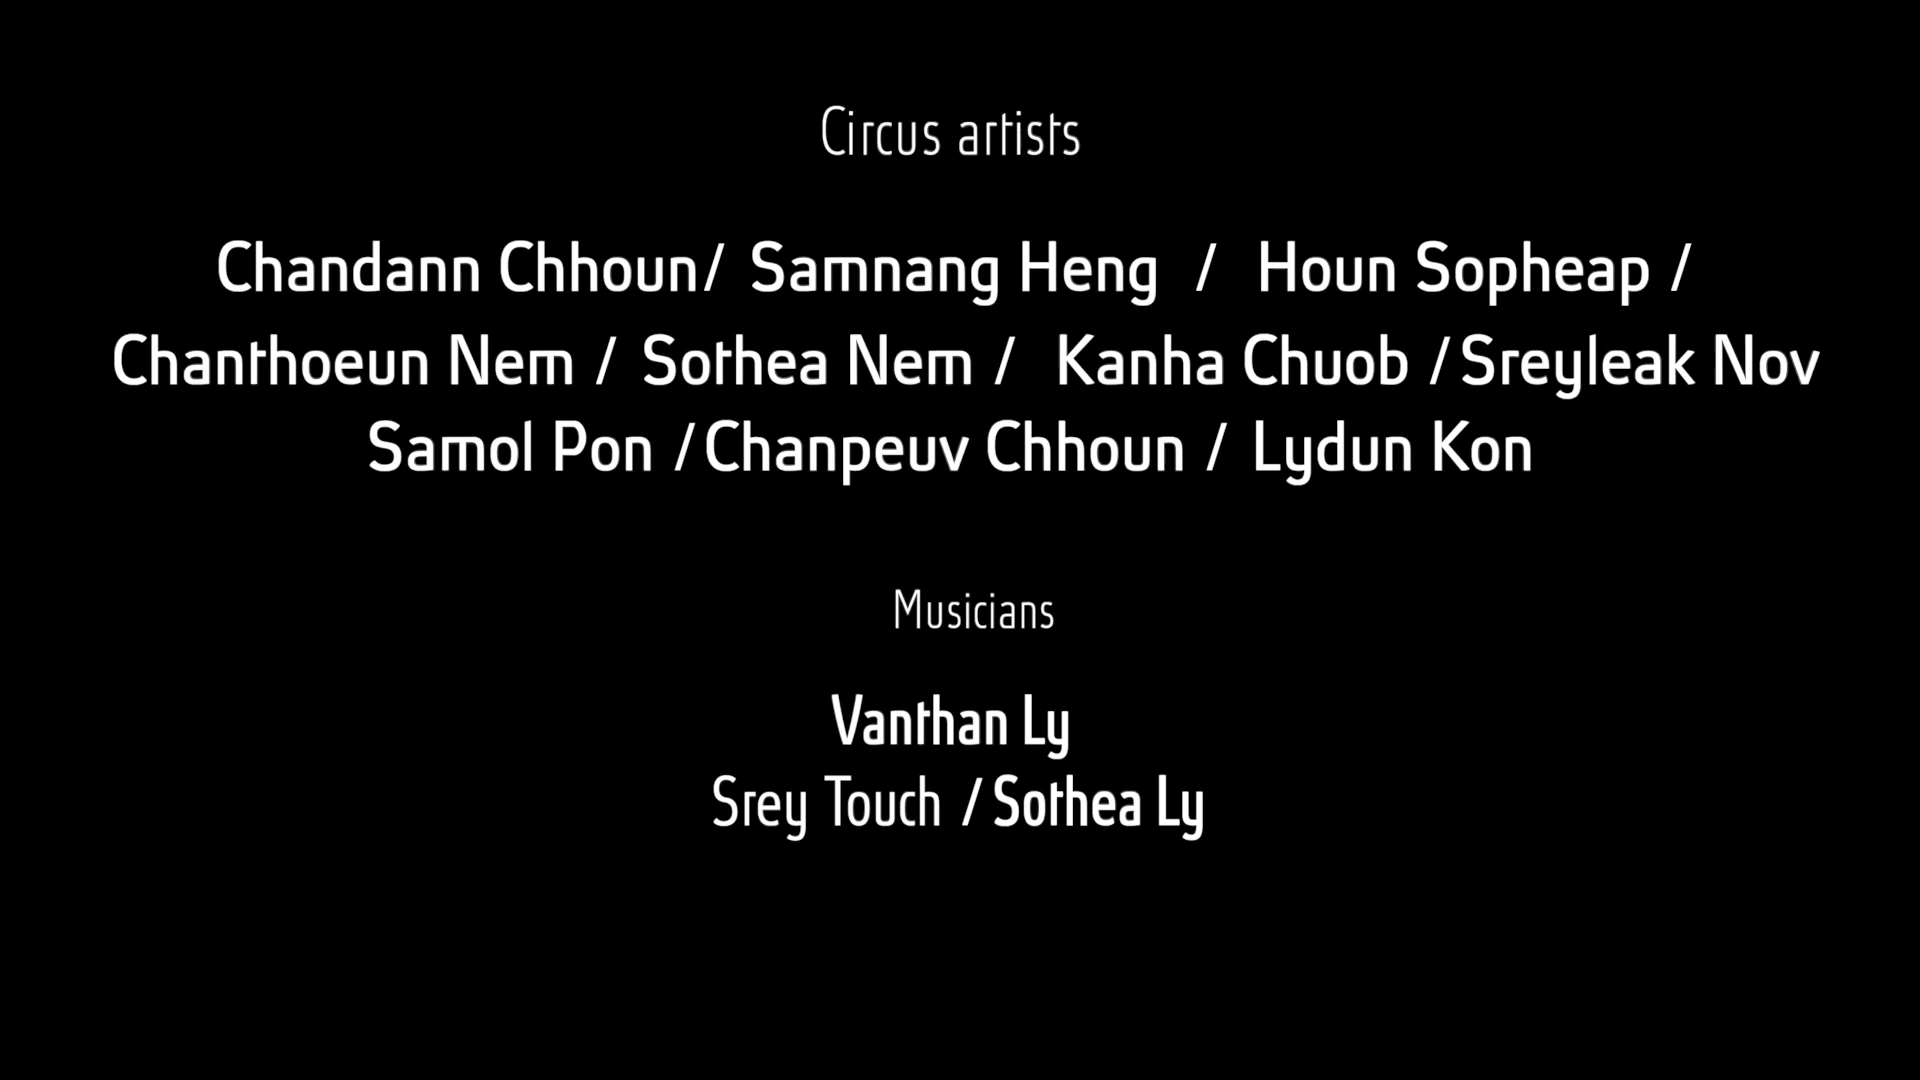 Circus artists
Chandann Chhoun/ Samnang Heng / Houn Sopheap /
Chanthoeun Nem / Sothea Nem / Kanha Chuob /Sreyleak Nov
Samol Pon /Chanpeuv Chhoun / Lydun Kon
Musicians
Vanthan Ly
Srey Touch /Sothea Ly